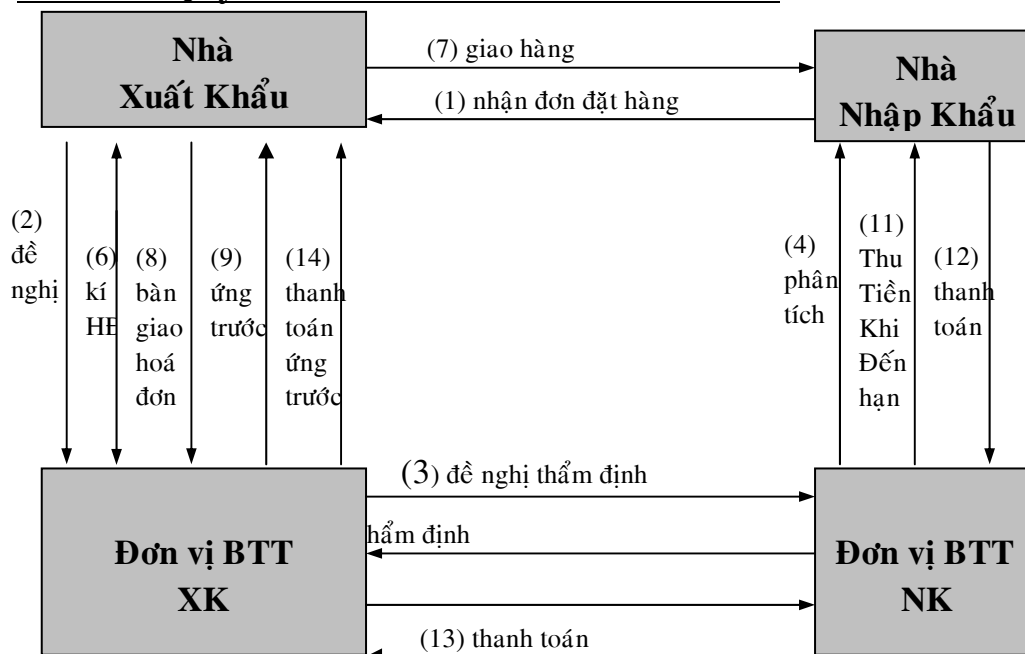 Nhà
Xuất Khẩu
(7) giao hàng
(1) nhận đơn đặt hàng
Nhà
Nhập Khẩu
(2)
đề
nghị
(6)
kí
HĐ
(8)
bàn
giao
hoá
đơn
(9)
ứng
trước
(14)
thanh
toán
ứng
trước
(4)
phân
tích
(11)
Thu
Tiền
Khi
Đến
hạn
(12)
thanh
toán
(3) đề nghị thẩm định
hẩm định
Đơn vị BTT
XK
Đơn vị BTT
NK
(13) thanh toán